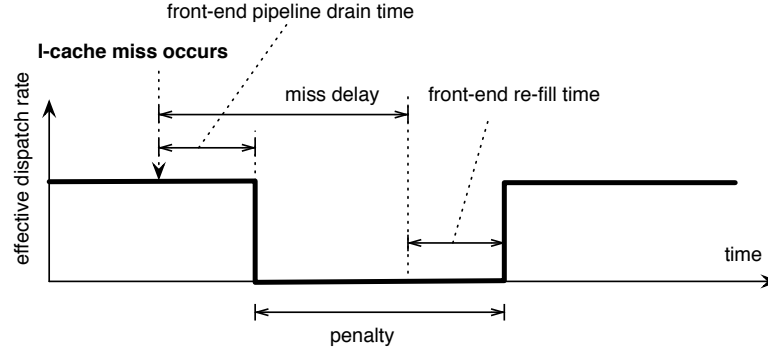 front-end pipeline drain time
I-cache miss occurs
miss delay
front-end re-fill time
effective dispatch rate
time
penalty